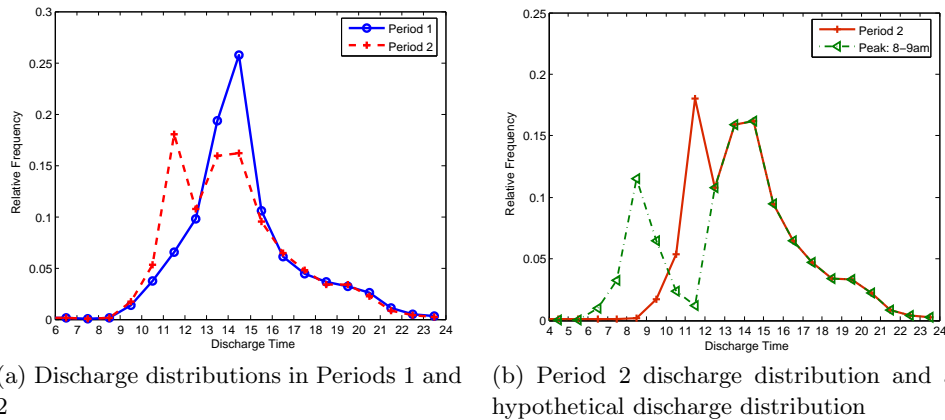 0.3
0.25
0.2
0.15
0.1
0.05
0
Relative Frequency
6 7 8 9 10 11 12 13 14 15 16 17 18 19 20 21 22 23 24
Discharge Time
Period 1
Period 2
(a) Discharge distributions in Periods 1 and
2
0.25
0.2
0.15
0.1
0.05
0
Relative Frequency
4 5 6 7 8 9 10 11 12 13 14 15 16 17 18 19 20 21 22 23 24
Discharge Time
Period 2
Peak: 8−9am
(b) Period 2 discharge distribution and
hypothetical discharge distribution